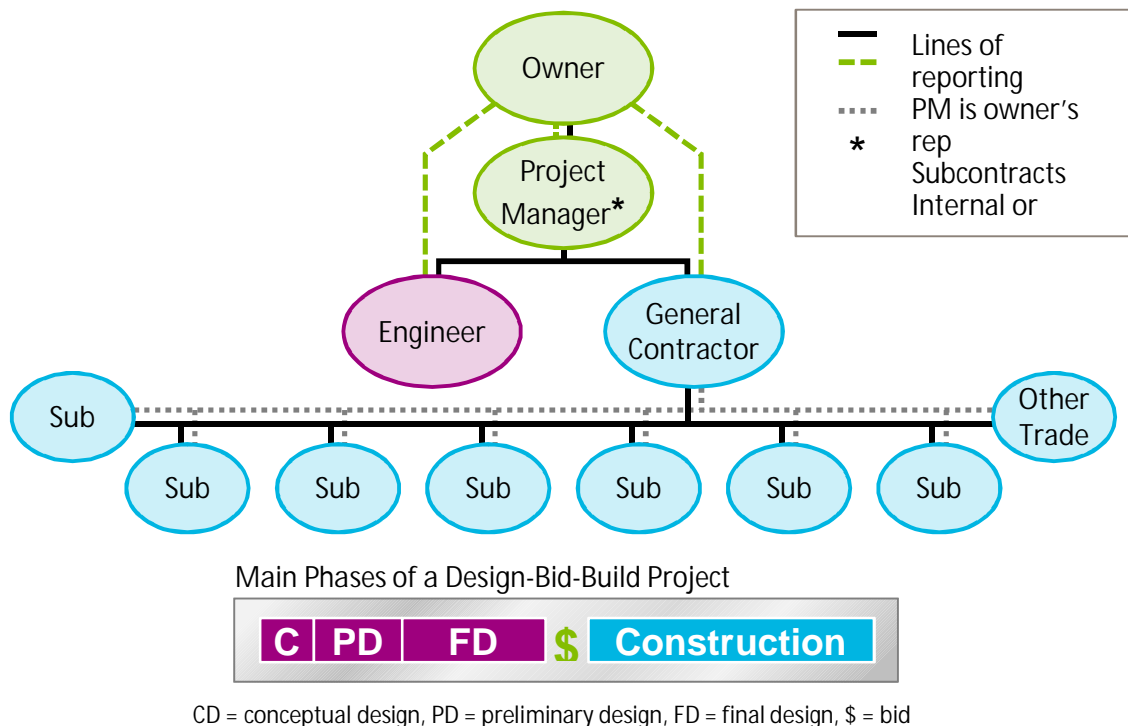 Owner
Project
Manager*
Engineer
General
Contractor
Lines of
reporting
PM is owner's
*
rep
Subcontracts
Internal or
Sub
Other
Trade
Sub
Sub
Sub
Sub
Sub
Sub
Main Phases of a Design-Bid-Build Project
C PD FD $ Construction
CD = conceptual design, PD = preliminary design, FD = final design, $ = bid